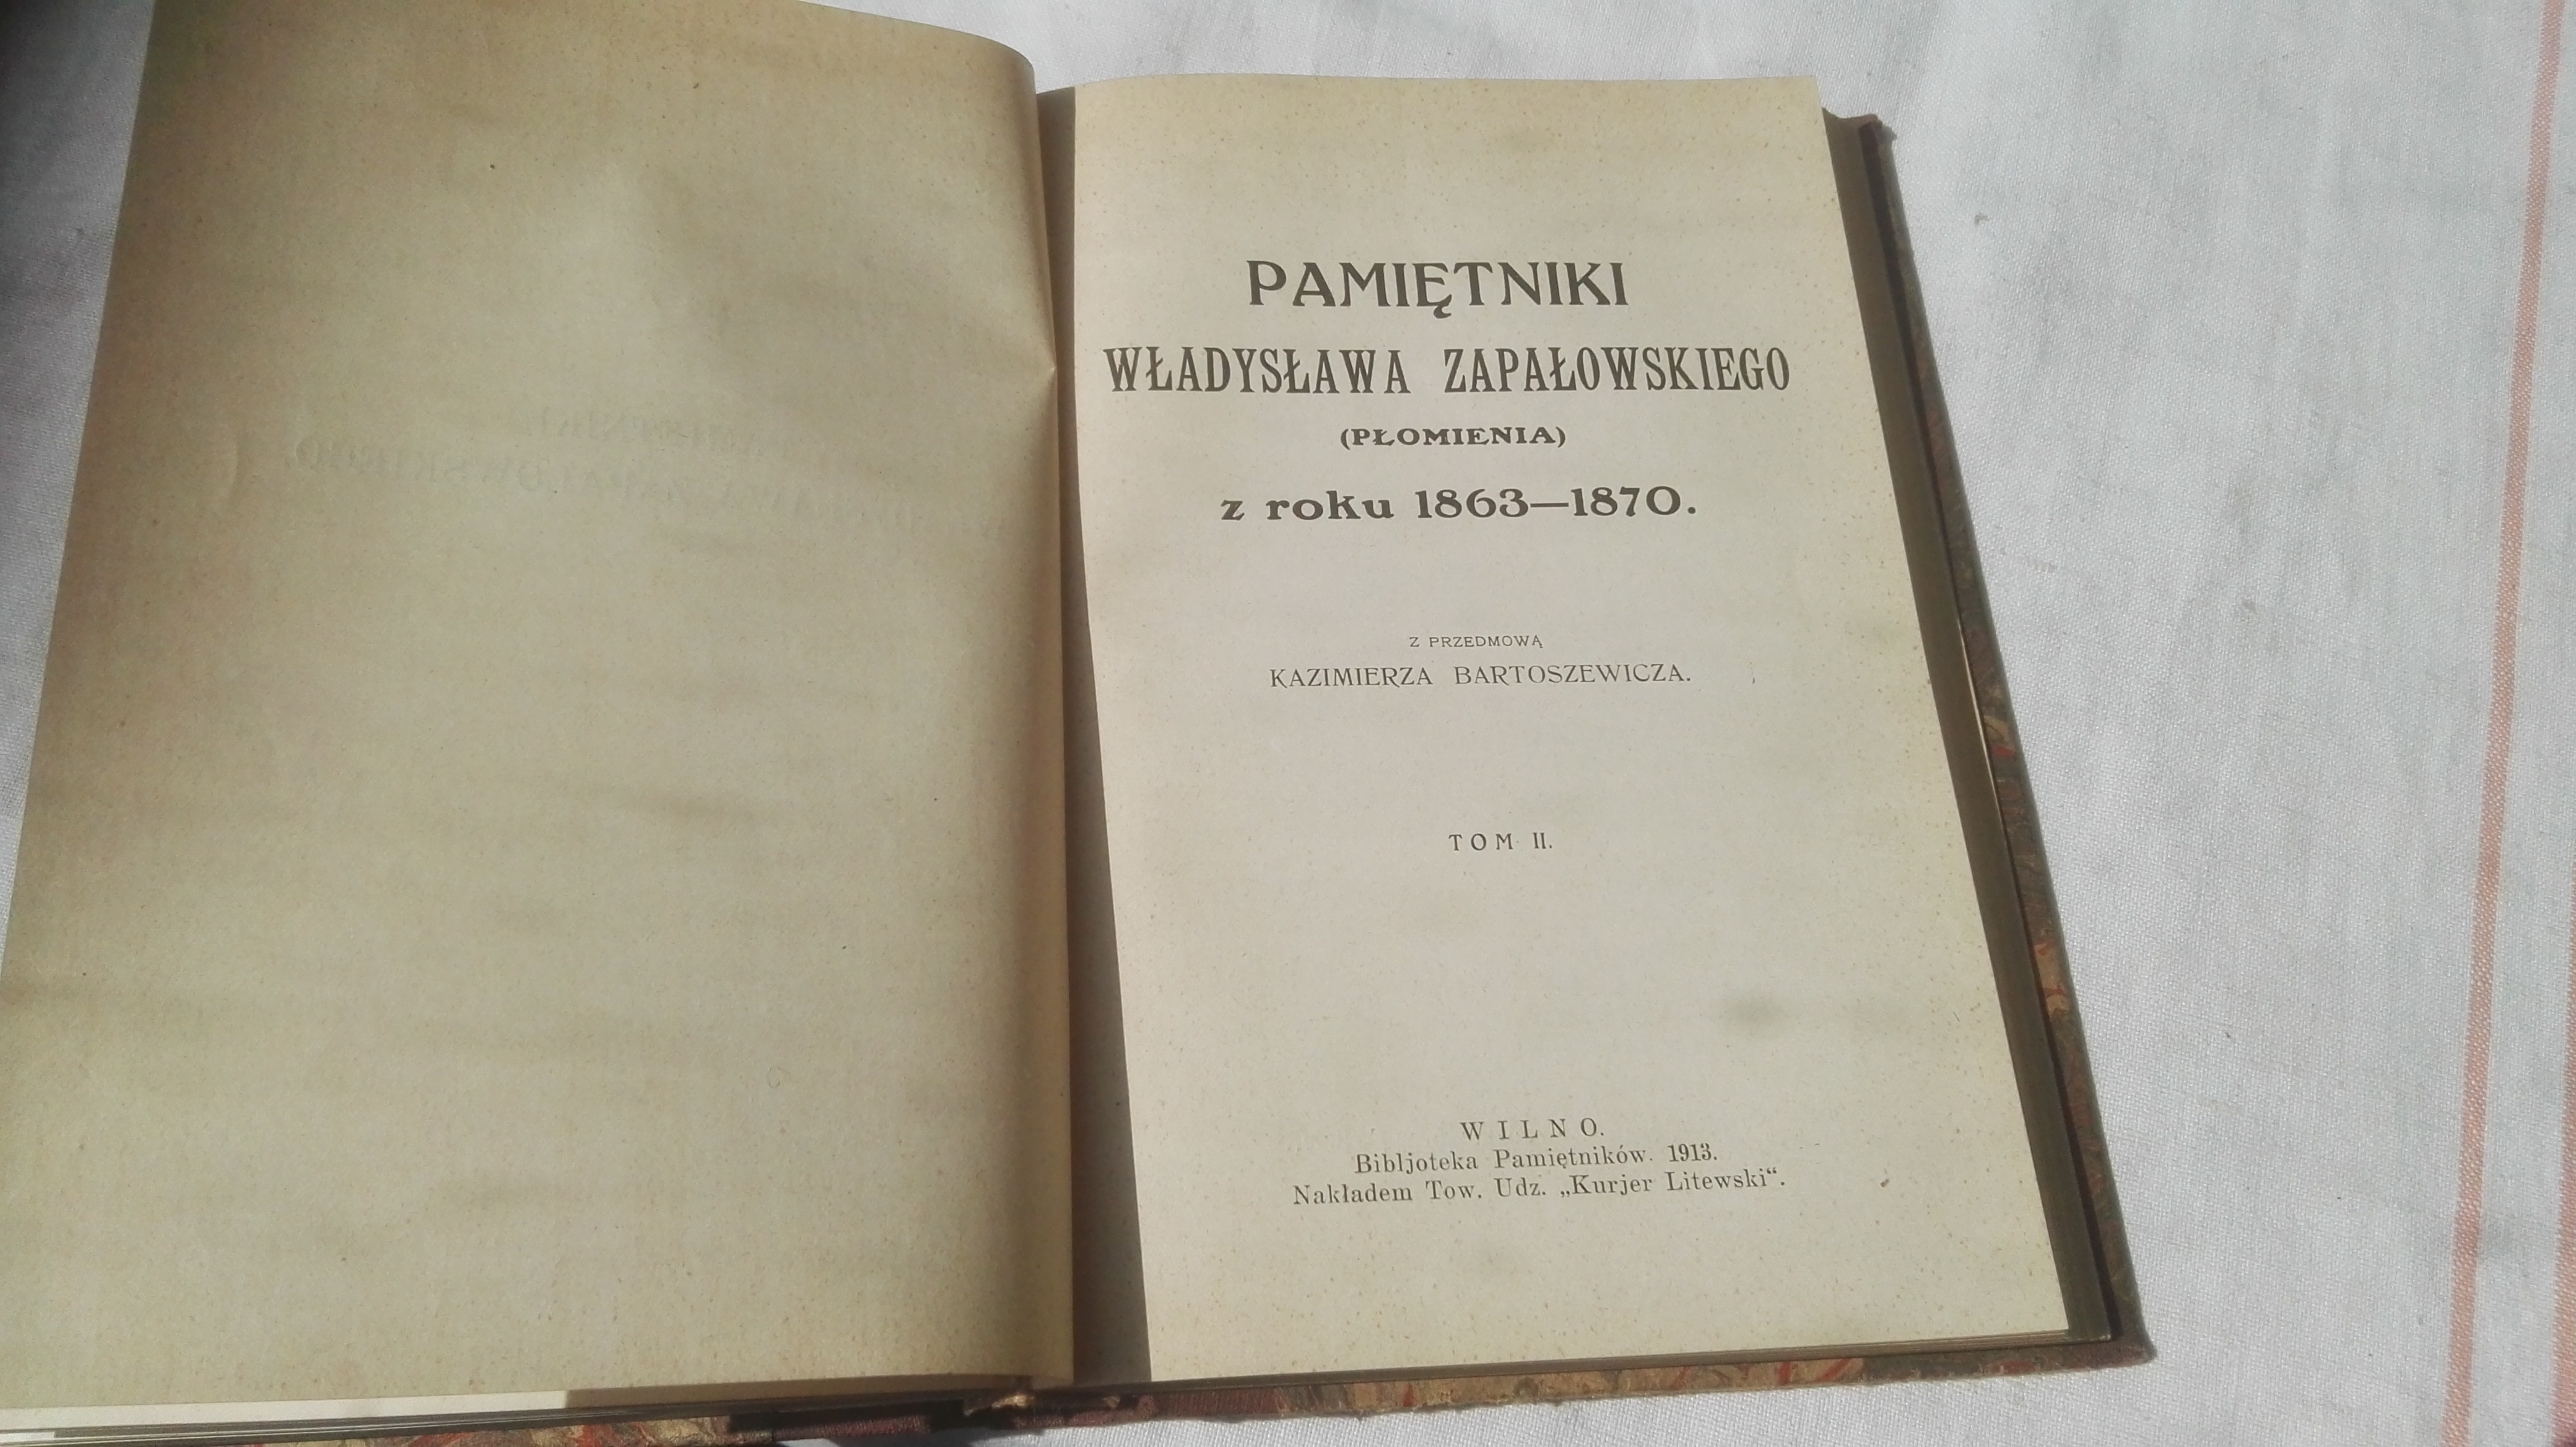 PAMIĘTNIKI
WŁADYSŁAWA ZAPAŁOWSKIEGO
(PŁOMIENIA)
z roku 1863—1870.
Z PRZEDMOWĄ
KAZIMIERZA BARTOSZEWICZA.
TOM II.
WILNO.
Bibljoteka Pamiętników. 1913.
Nakładem Tow. Udz. „Kurjer Litewski“.